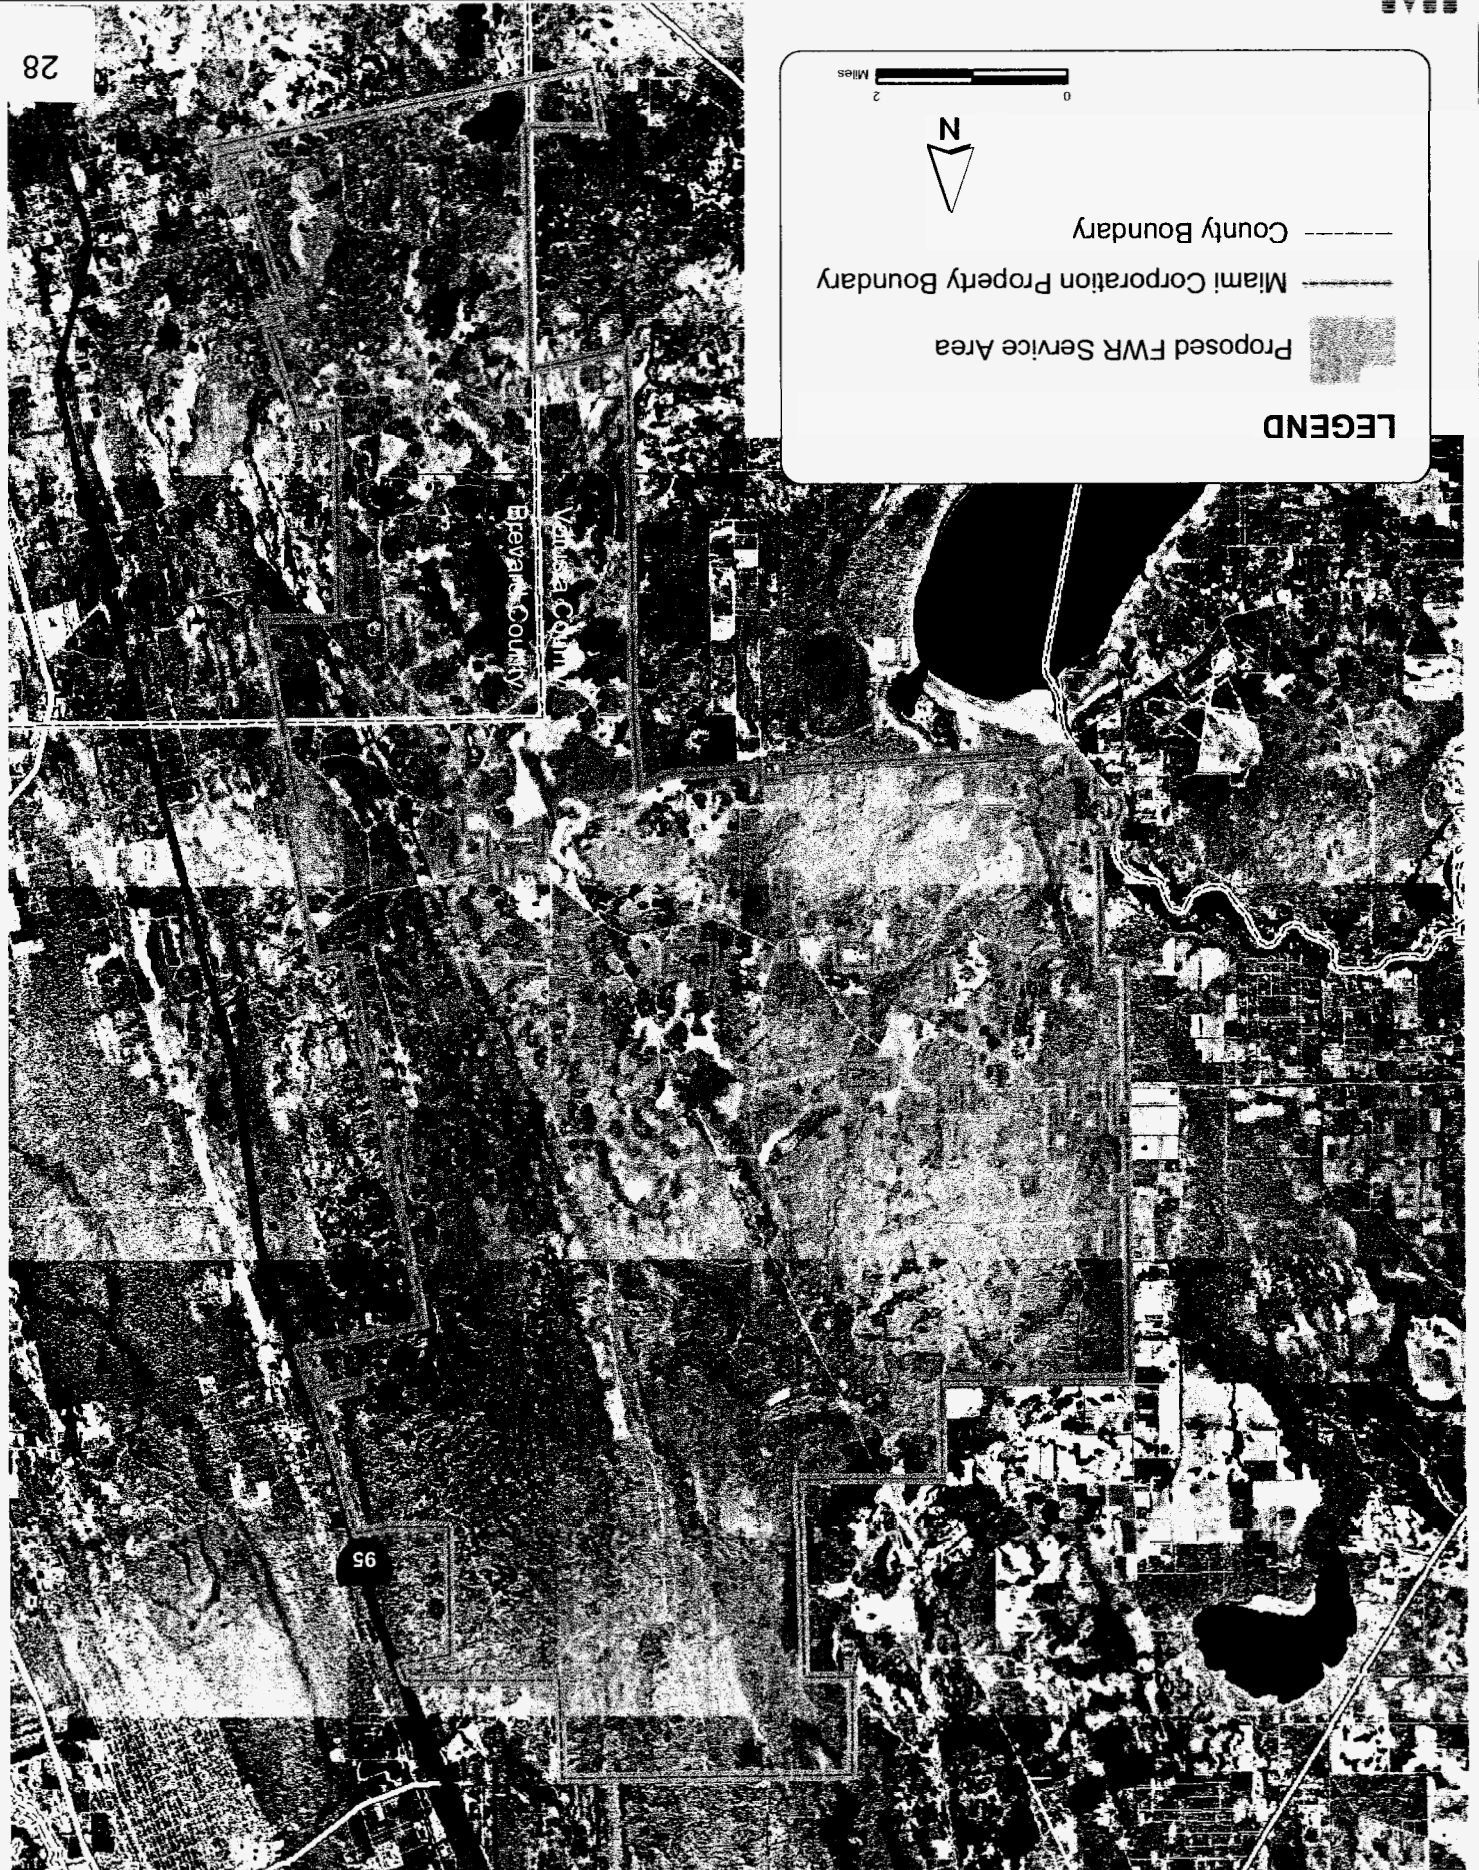 LEGEND
Proposed FWR Service Area
Miami Corporation Property Boundary
County Boundary
N
0 2
Miles
95
Volusia County
Brevard County
28